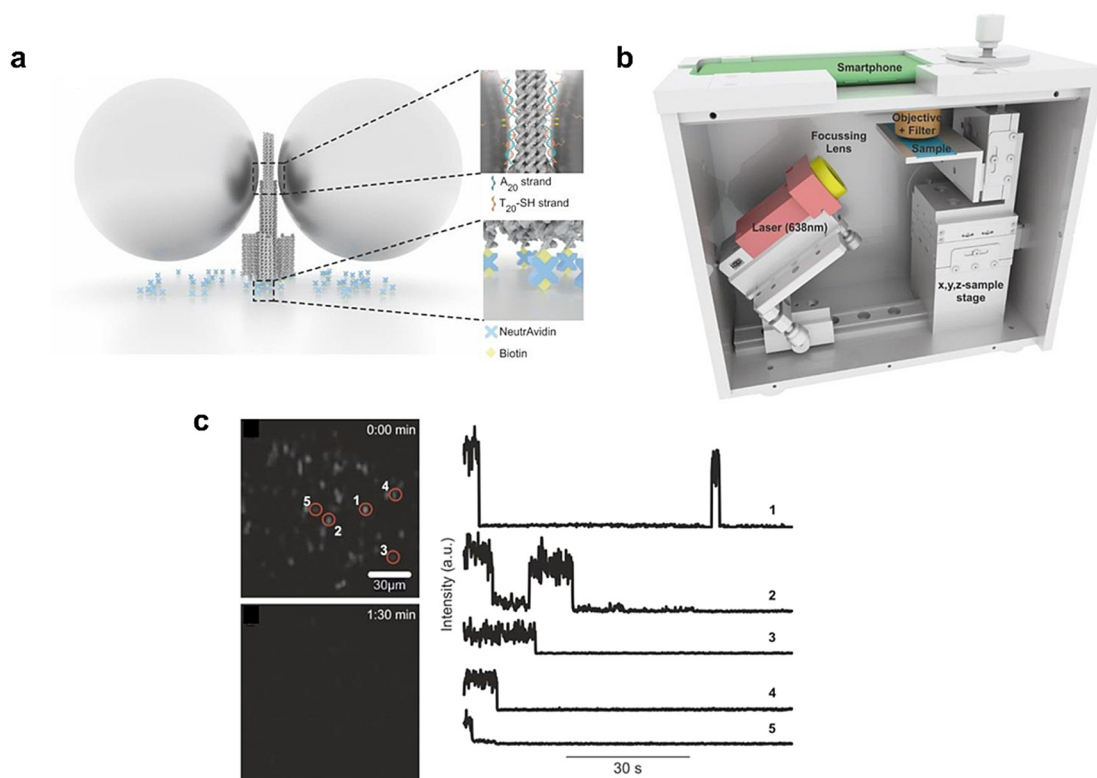 a
A20 strand
T20-SH strand
NeutrAvidin
Biotin
b
Smartphone
Objective
+ Filter
Sample
Focussing
Lens
Laser (638nm)
x,y,z-sample
stage
c
0:00 min
1
2
3
4
5
30µm
1:30 min
Intensity (a.u.)
1
2
3
4
5
30 s